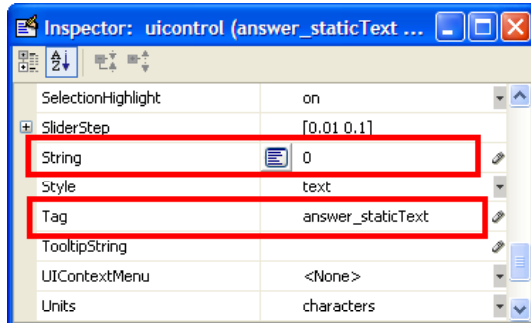 Inspector: uicontrol (answer_staticText ...
SelectionHighlight on
SliderStep [0.01 0.1]
String 0
Style text
Tag answer_staticText
TooltipString
UIContextMenu <None>
Units characters